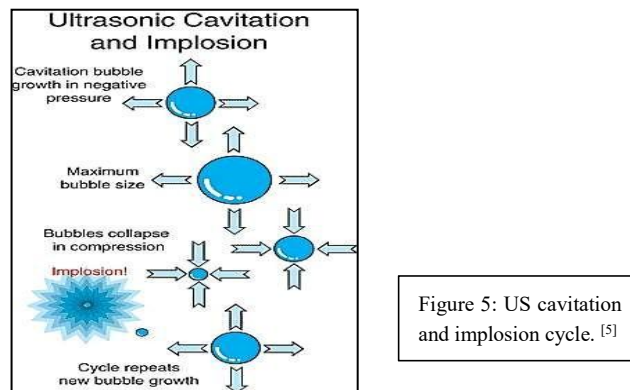 Ultrasonic Cavitation
and Implosion
Cavitation bubble
growth in negative
pressure
Maximum
bubble size
Bubbles collapse
in compression
Implosion!
Cycle repeats
new bubble growth
Figure 5: US cavitation
and implosion cycle. [5]